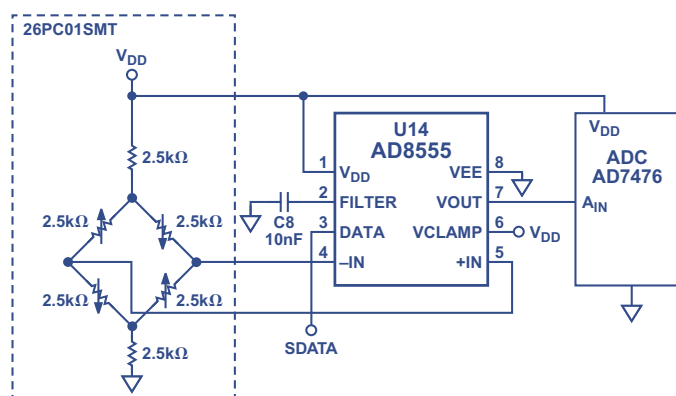 26PC01SMT
VDD
2.5kΩ
2.5kΩ
2.5kΩ
2.5kΩ
2.5kΩ
2.5kΩ
C8
10nF
SDATA
U14
AD8555
1 VDD
2 FILTER
3 DATA
4 –IN
VEE 8
VOUT 7
VCLAMP 6
+IN 5
VDD
VDD
ADC
AD7476
AIN